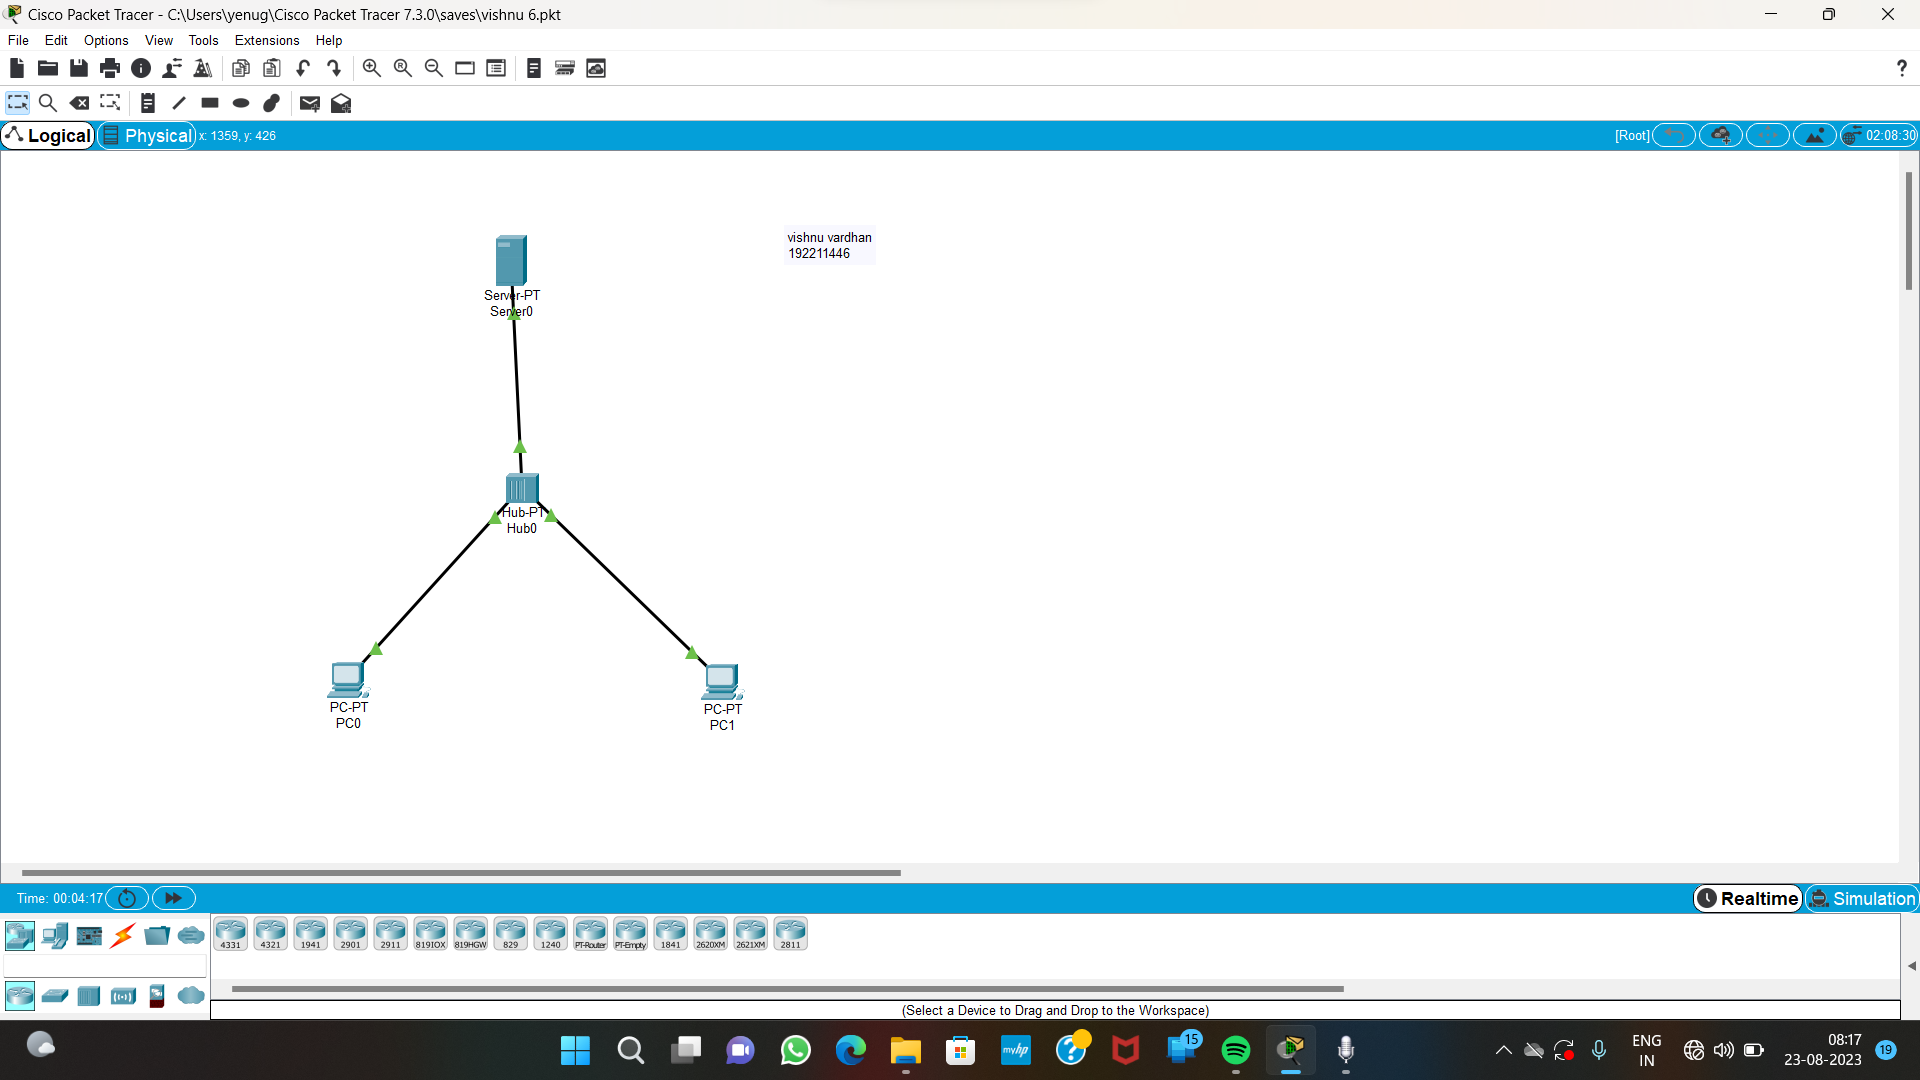 Cisco Packet Tracer - C:\Users\yenug\Cisco Packet Tracer 7.3.0\saves\vishnu 6.pkt
File Edit Options View Tools Extensions Help
?
Logical Physical x: 1359, y: 426 [Root] 02:08:30
vishnu vardhan
192211446
Server-PT
Server0
Hub-PT
Hub0
PC-PT
PC0
PC-PT
PC1
Time: 00:04:17 Realtime Simulation
4331 4321 1941 2901 2911 819IOX 819HGW 829 1240 PT-Router PT-Empty 1841 2620XM 2621XM 2811
(Select a Device to Drag and Drop to the Workspace)
myhp ? 15
ENG
IN
08:17
23-08-2023
19